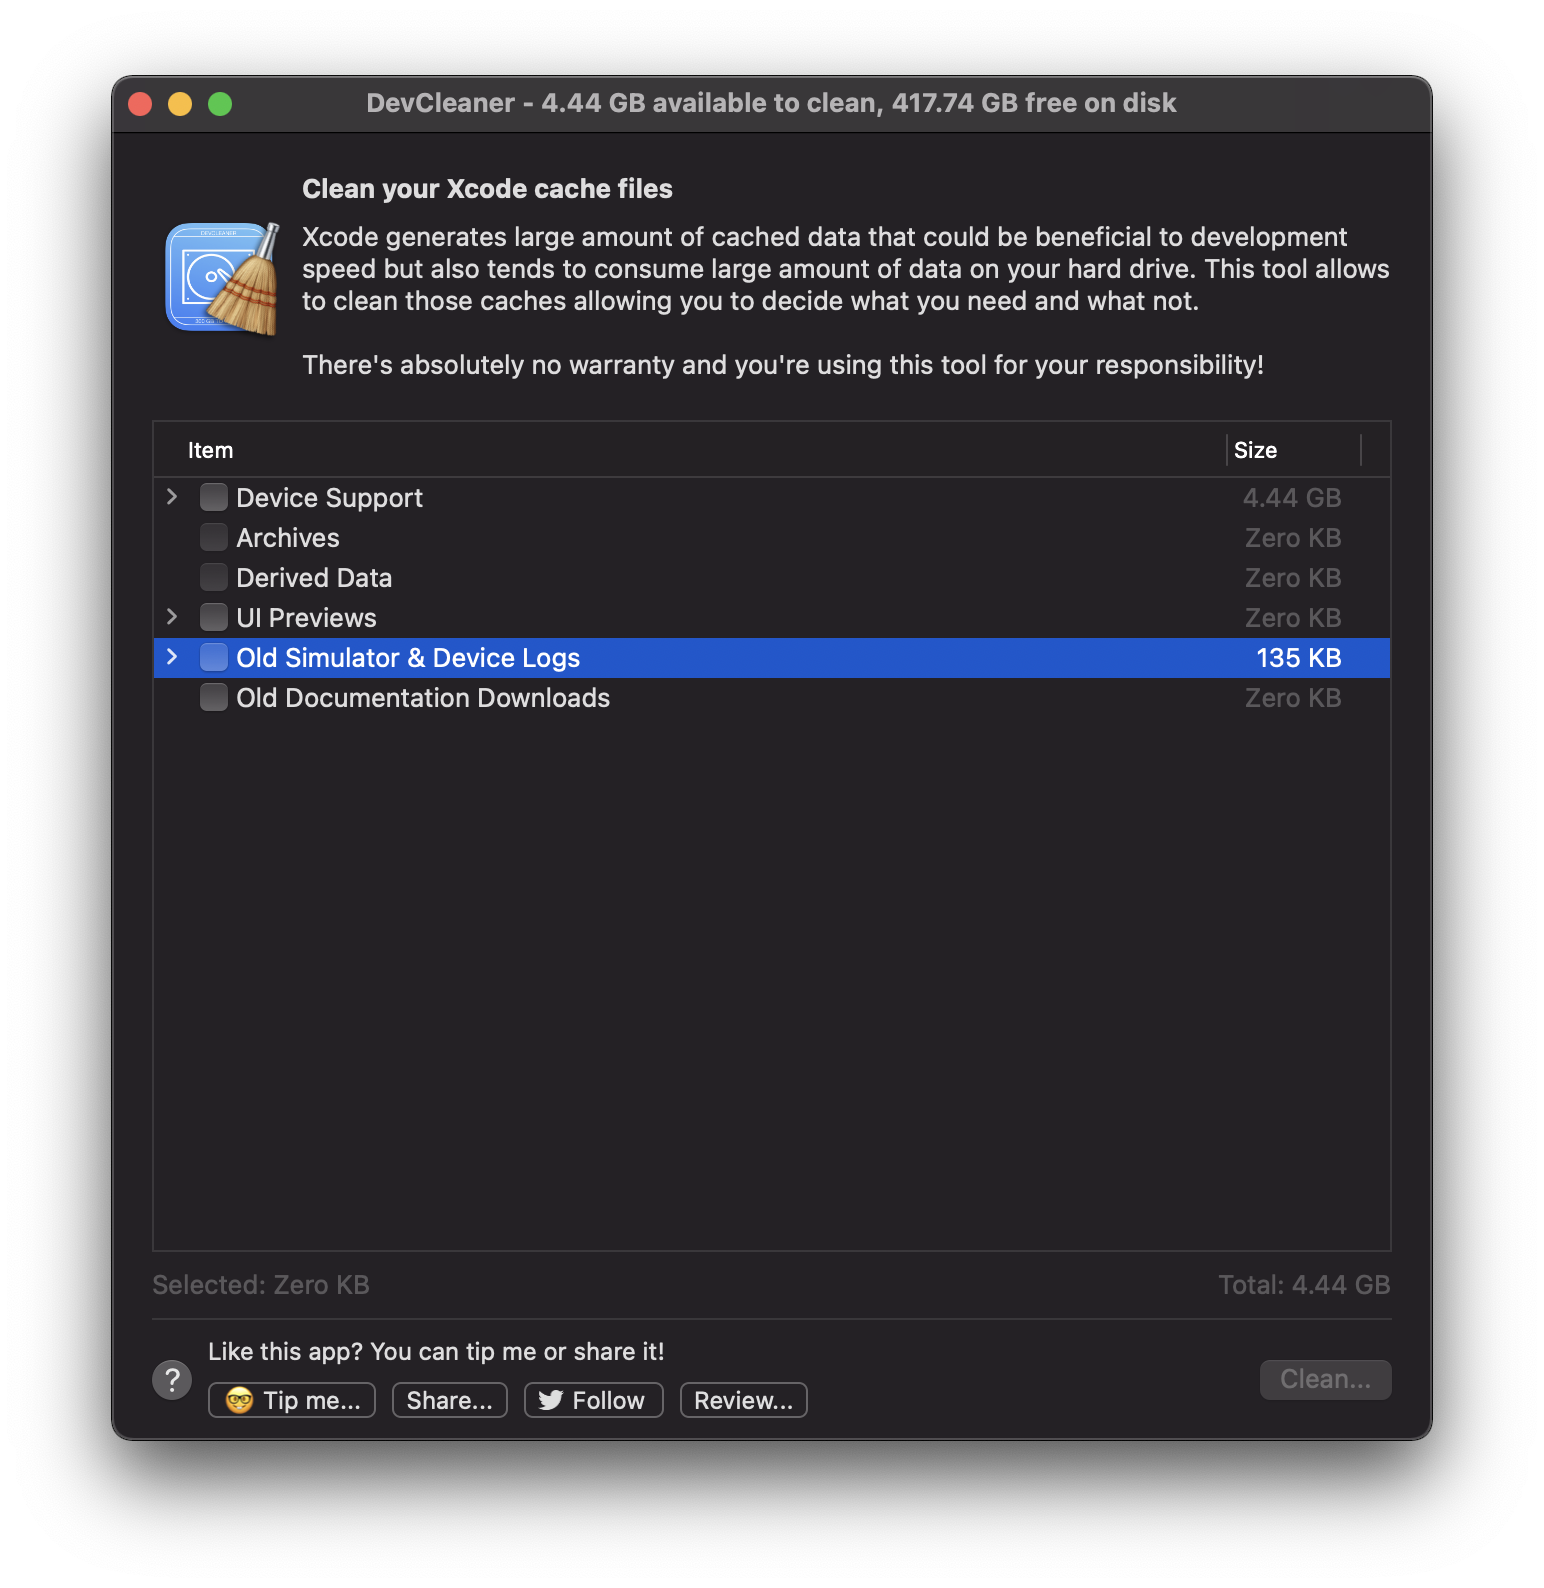 DevCleaner - 4.44 GB available to clean, 417.74 GB free on disk
Clean your Xcode cache files
DEVCLEANER
Xcode generates large amount of cached data that could be beneficial to development
speed but also tends to consume large amount of data on your hard drive. This tool allows
to clean those caches allowing you to decide what you need and what not.
There's absolutely no warranty and you're using this tool for your responsibility!
Item Size
Device Support 4.44 GB
Archives Zero KB
Derived Data Zero KB
UI Previews Zero KB
Old Simulator & Device Logs 135 KB
Old Documentation Downloads Zero KB
Selected: Zero KB Total: 4.44 GB
Like this app? You can tip me or share it!
? Tip me... Share... Follow Review... Clean...